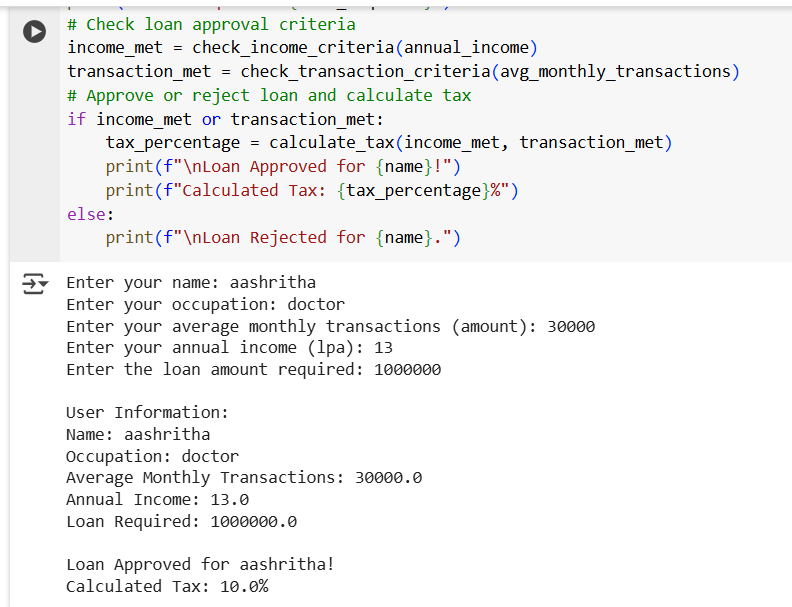 # Check loan approval criteria
income_met = check_income_criteria(annual_income)
transaction_met = check_transaction_criteria(avg_monthly_transactions)
# Approve or reject loan and calculate tax
if income_met or transaction_met:
    tax_percentage = calculate_tax(income_met, transaction_met)
    print(f"\nLoan Approved for {name}!")
    print(f"Calculated Tax: {tax_percentage}%")
else:
    print(f"\nLoan Rejected for {name}.")
Enter your name: aashritha
Enter your occupation: doctor
Enter your average monthly transactions (amount): 30000
Enter your annual income (lpa): 13
Enter the loan amount required: 1000000
User Information:
Name: aashritha
Occupation: doctor
Average Monthly Transactions: 30000.0
Annual Income: 13.0
Loan Required: 1000000.0
Loan Approved for aashritha!
Calculated Tax: 10.0%